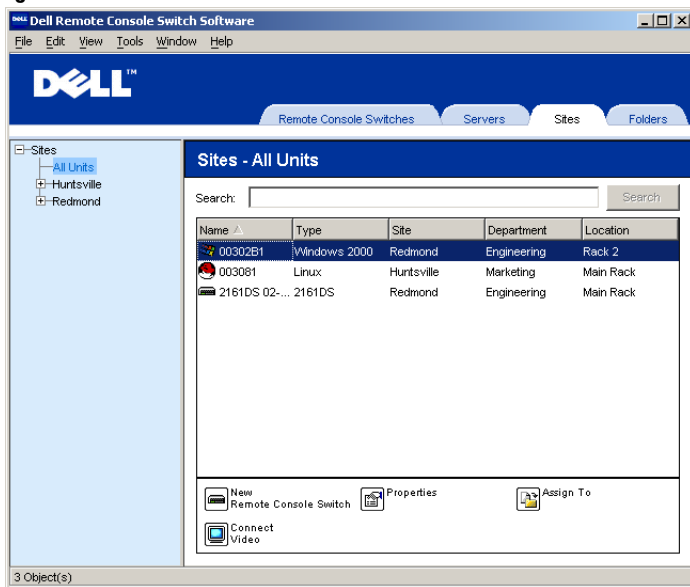 Dell Remote Console Switch Software
File Edit View Tools Window Help
DELL™
Remote Console Switches Servers Sites Folders
Sites
All Units
Huntsville
Redmond
Sites - All Units
Search: Search
Name Type Site Department Location
00302B1 Windows 2000 Redmond Engineering Rack 2
003081 Linux Huntsville Marketing Main Rack
2161DS 02-... 2161DS Redmond Engineering Main Rack
New Remote Console Switch
Properties
Assign To
Connect Video
3 Object(s)